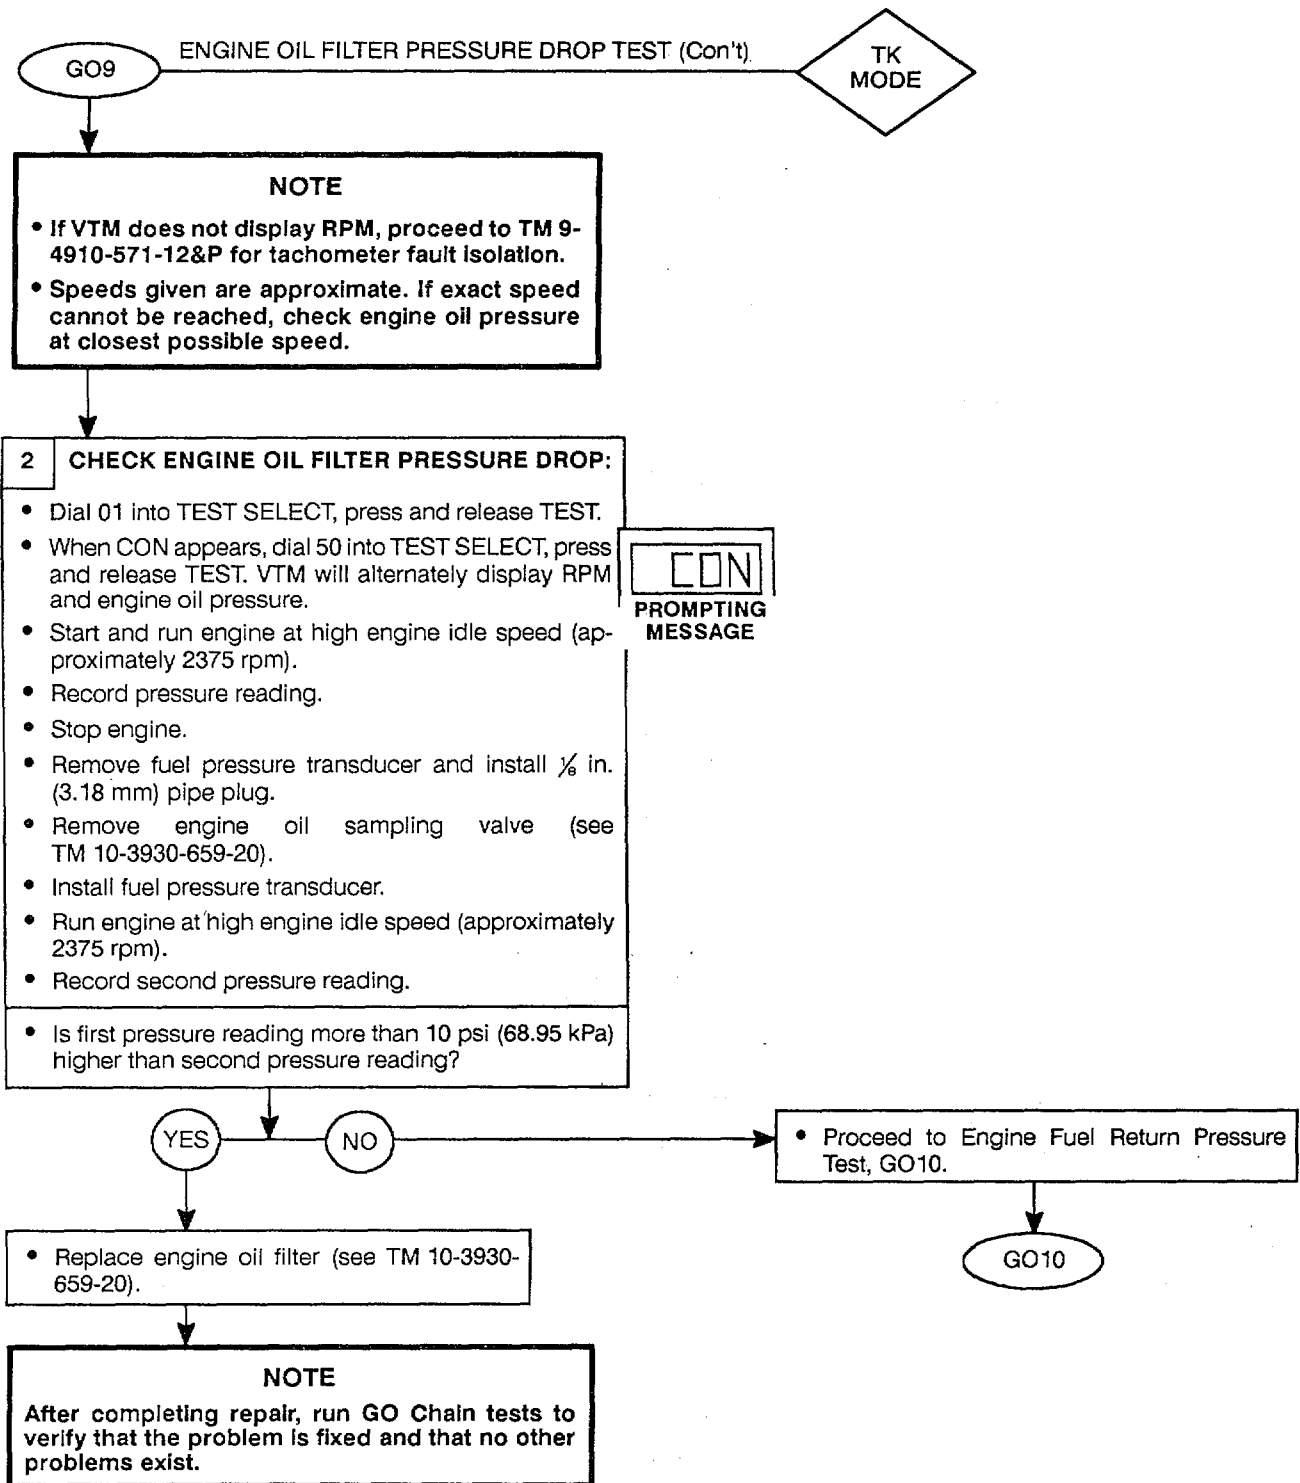 GO9
ENGINE OIL FILTER PRESSURE DROP TEST (Con't)
TK
MODE
NOTE
• If VTM does not display RPM, proceed to TM 9-
4910-571-12&P for tachometer fault isolation.
• Speeds given are approximate. If exact speed
cannot be reached, check engine oil pressure
at closest possible speed.
2 CHECK ENGINE OIL FILTER PRESSURE DROP:
• Dial 01 into TEST SELECT, press and release TEST.
• When CON appears, dial 50 into TEST SELECT, press
and release TEST. VTM will alternately display RPM
and engine oil pressure.
CON
PROMPTING
MESSAGE
• Start and run engine at high engine idle speed (ap-
proximately 2375 rpm).
• Record pressure reading.
• Stop engine.
• Remove fuel pressure transducer and install 1/8 in.
(3.18 mm) pipe plug.
• Remove engine oil sampling valve (see
TM 10-3930-659-20).
• Install fuel pressure transducer.
• Run engine at high engine idle speed (approximately
2375 rpm).
• Record second pressure reading.
• Is first pressure reading more than 10 psi (68.95 kPa)
higher than second pressure reading?
YES
NO
• Proceed to Engine Fuel Return Pressure
Test, GO10.
GO10
• Replace engine oil filter (see TM 10-3930-
659-20).
NOTE
After completing repair, run GO Chain tests to
verify that the problem is fixed and that no other
problems exist.